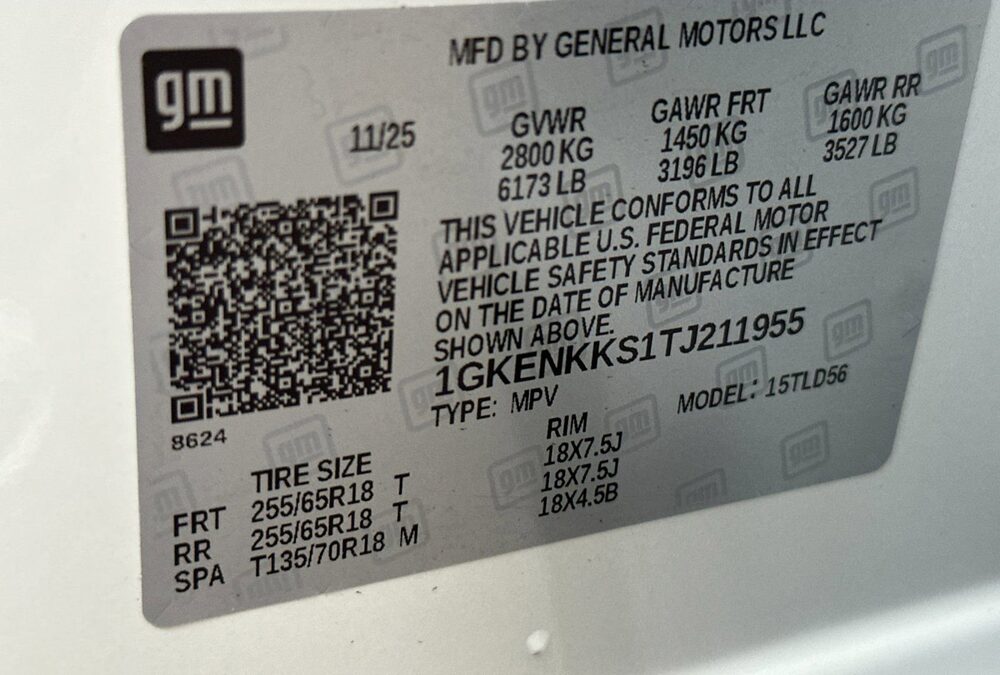 gm
MFD BY GENERAL MOTORS LLC
11/25
GVWR GAWR FRT GAWR RR
2800 KG 1450 KG 1600 KG
6173 LB 3196 LB 3527 LB
THIS VEHICLE CONFORMS TO ALL
APPLICABLE U.S. FEDERAL MOTOR
VEHICLE SAFETY STANDARDS IN EFFECT
ON THE DATE OF MANUFACTURE
SHOWN ABOVE.
1GKENKKS1TJ211955
TYPE: MPV MODEL: 15TLD56
8624
TIRE SIZE RIM
FRT 255/65R18 T 18X7.5J
RR 255/65R18 T 18X7.5J
SPA T135/70R18 M 18X4.5B